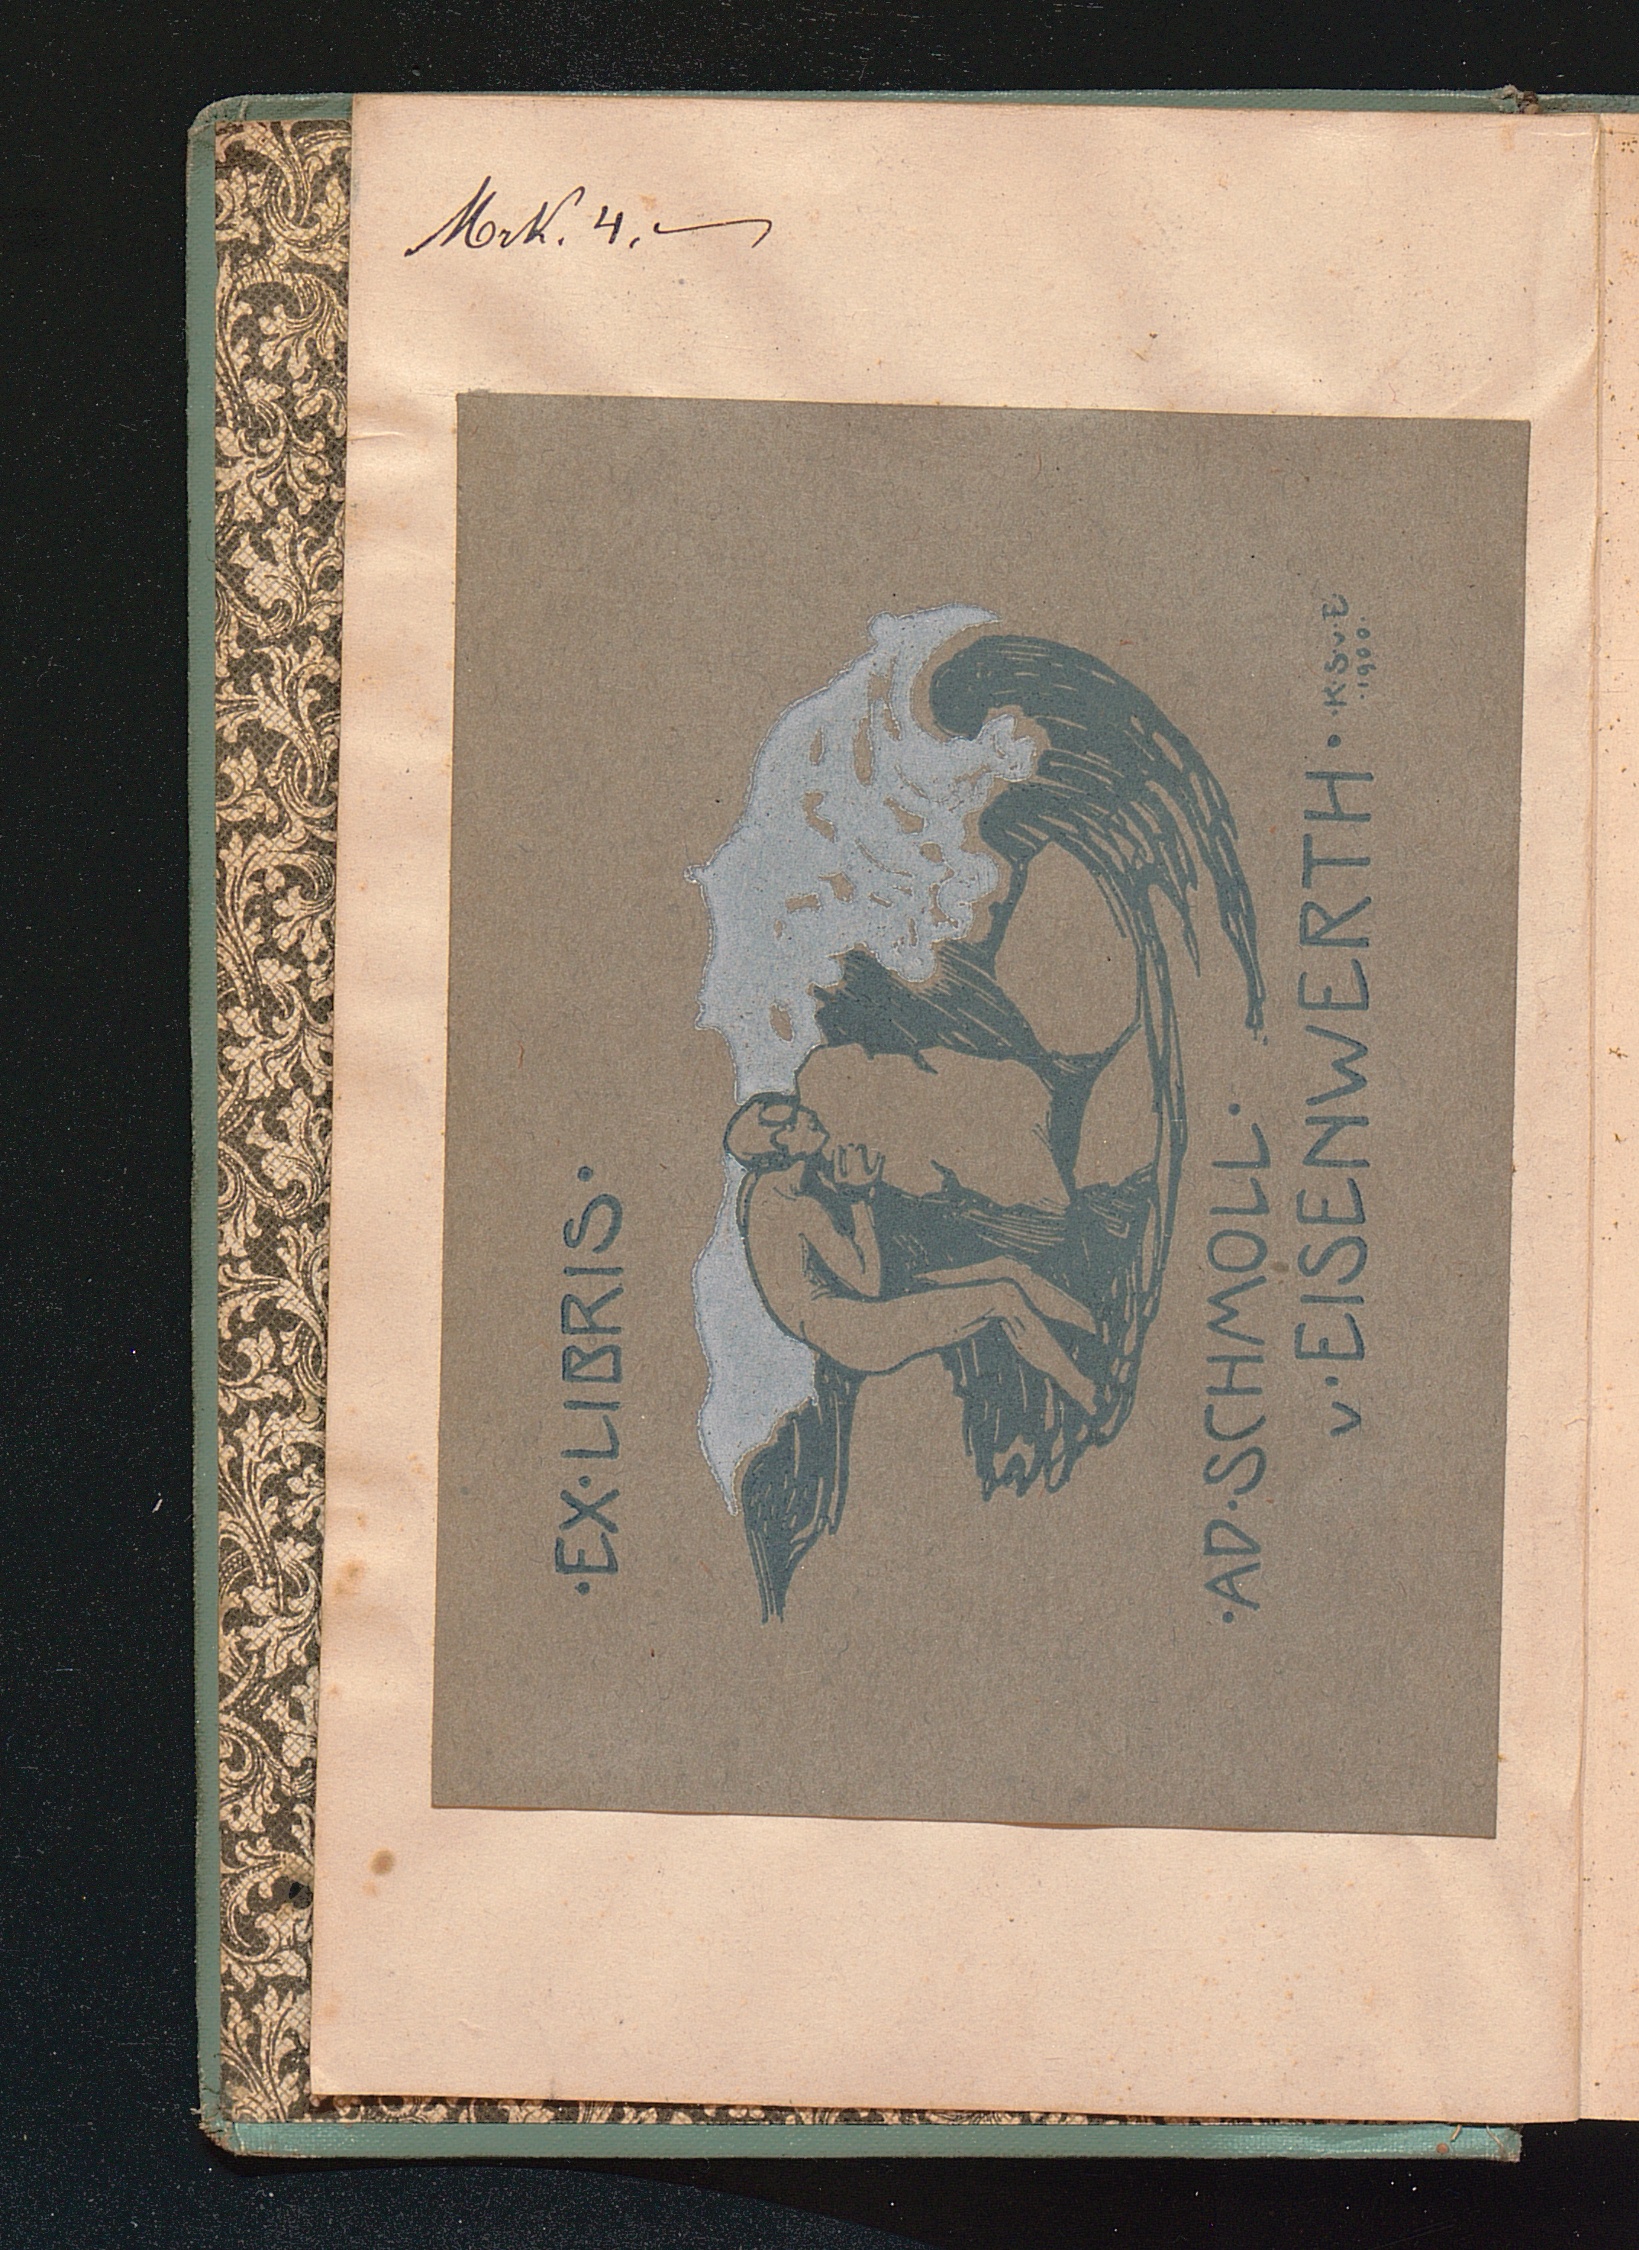 Mrk. 4.—
·EX·LIBRIS·
·AD·SCHMOLL·
v·EISENWERTH··
·K·S·v·E
·1900·